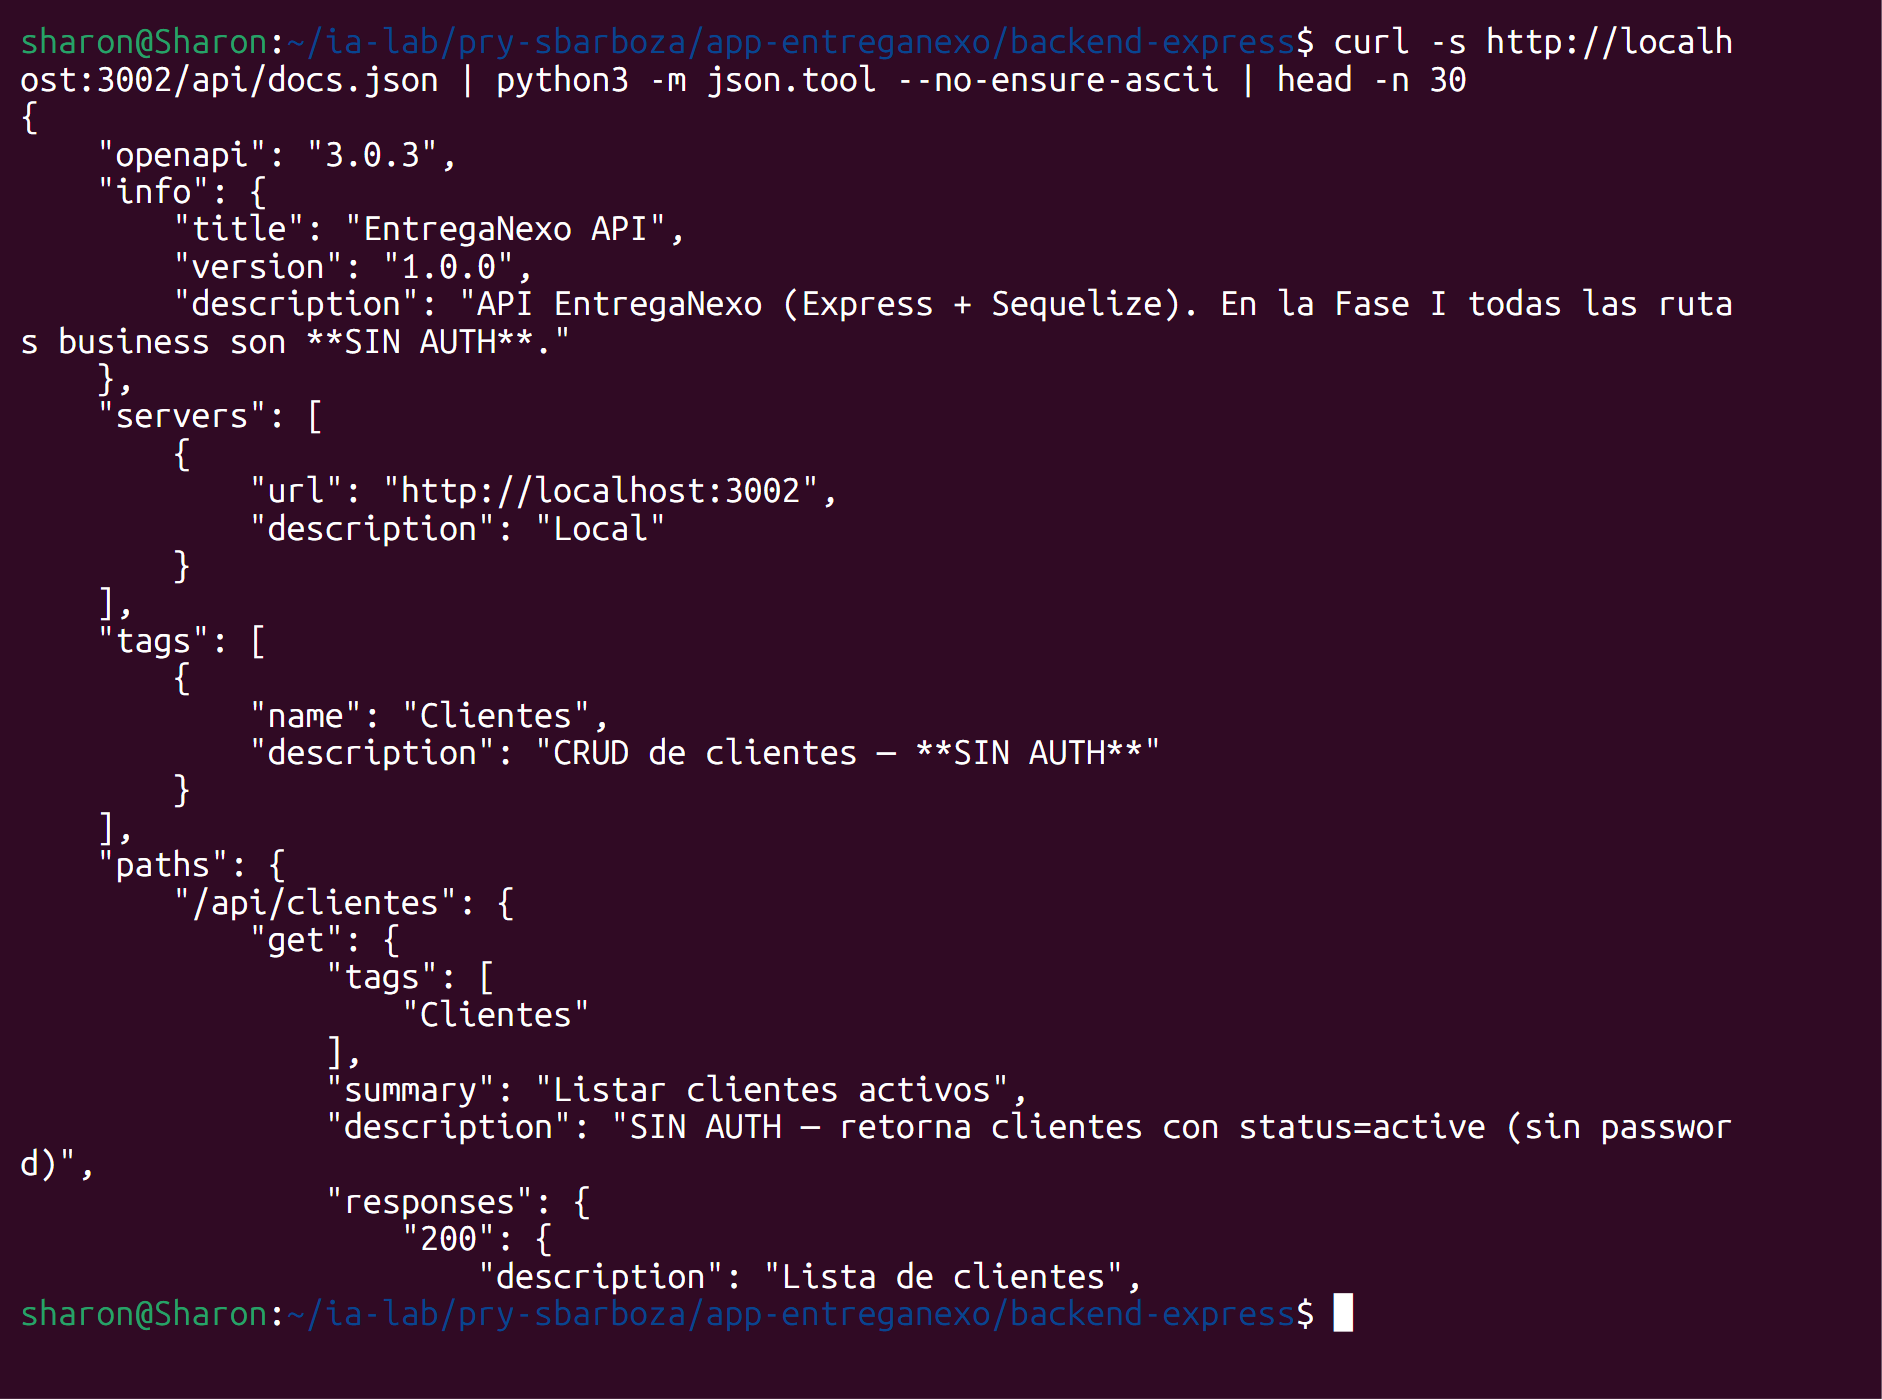 sharon@Sharon:~/ia-lab/pry-sbarboza/app-entreganexo/backend-express$ curl -s http://localh
ost:3002/api/docs.json | python3 -m json.tool --no-ensure-ascii | head -n 30
{
    "openapi": "3.0.3",
    "info": {
        "title": "EntregaNexo API",
        "version": "1.0.0",
        "description": "API EntregaNexo (Express + Sequelize). En la Fase I todas las ruta
s business son **SIN AUTH**."
    },
    "servers": [
        {
            "url": "http://localhost:3002",
            "description": "Local"
        }
    ],
    "tags": [
        {
            "name": "Clientes",
            "description": "CRUD de clientes — **SIN AUTH**"
        }
    ],
    "paths": {
        "/api/clientes": {
            "get": {
                "tags": [
                    "Clientes"
                ],
                "summary": "Listar clientes activos",
                "description": "SIN AUTH — retorna clientes con status=active (sin passwor
d)",
                "responses": {
                    "200": {
                        "description": "Lista de clientes",
sharon@Sharon:~/ia-lab/pry-sbarboza/app-entreganexo/backend-express$